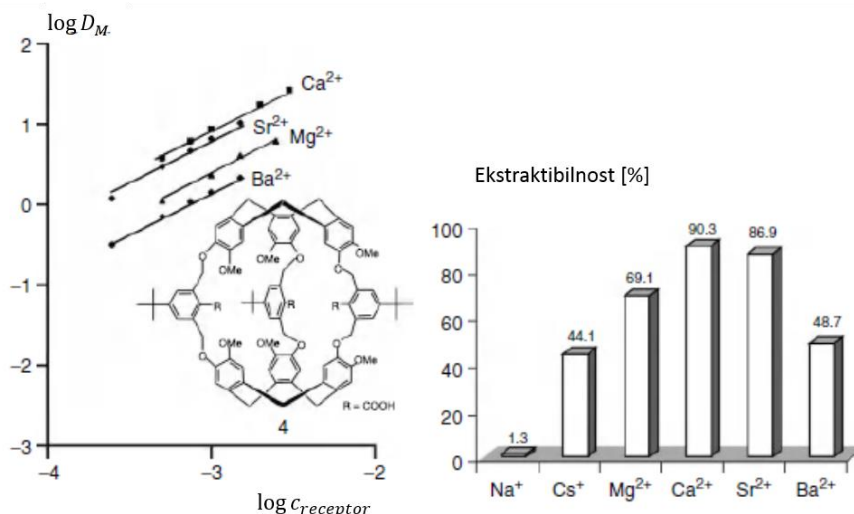 log D_M.
2
1
0
−1
−2
−3
−4
−3
−2
log c_receptor
Ca²⁺
Sr²⁺
Mg²⁺
Ba²⁺
O
OMe
OMe
O
OMe
O
R
R
R
O
OMe
O
OMe
O
OMe
R = COOH
4
Ekstraktibilnost [%]
100
80
60
40
20
0
1.3
44.1
69.1
90.3
86.9
48.7
Na⁺
Cs⁺
Mg²⁺
Ca²⁺
Sr²⁺
Ba²⁺